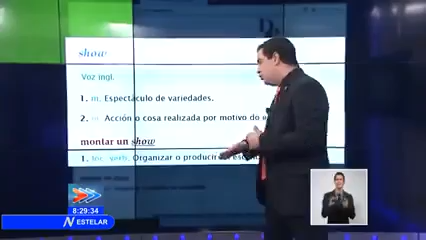 show
Voz ingl.
1. m. Espectáculo de variedades.
2. m. Acción o cosa realizada por motivo de
montar un show
1. loc. verb. Organizar o producir
8:29:34
N ESTELAR